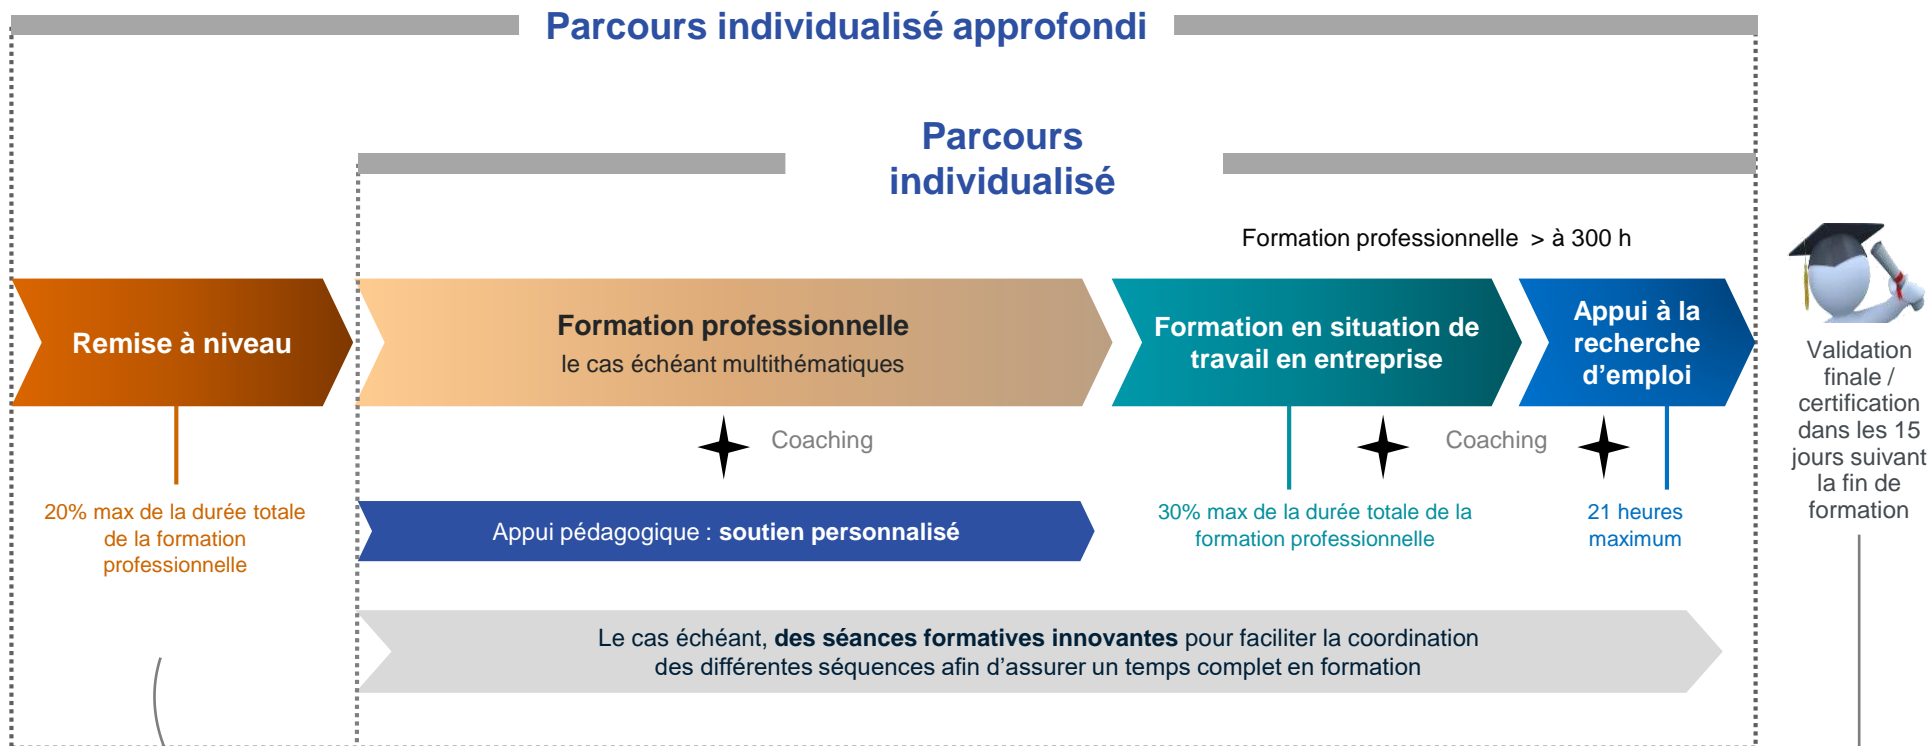 Parcours individualisé approfondi
Parcours
individualisé
Formation professionnelle > à 300 h
Remise à niveau
Formation professionnelle
le cas échéant multithématiques
Formation en situation de
travail en entreprise
Appui à la
recherche
d’emploi
Validation
finale /
certification
dans les 15
jours suivant
la fin de
formation
Coaching
Coaching
20% max de la durée totale
de la formation
professionnelle
Appui pédagogique : soutien personnalisé
30% max de la durée totale de la
formation professionnelle
21 heures
maximum
Le cas échéant, des séances formatives innovantes pour faciliter la coordination
des différentes séquences afin d’assurer un temps complet en formation